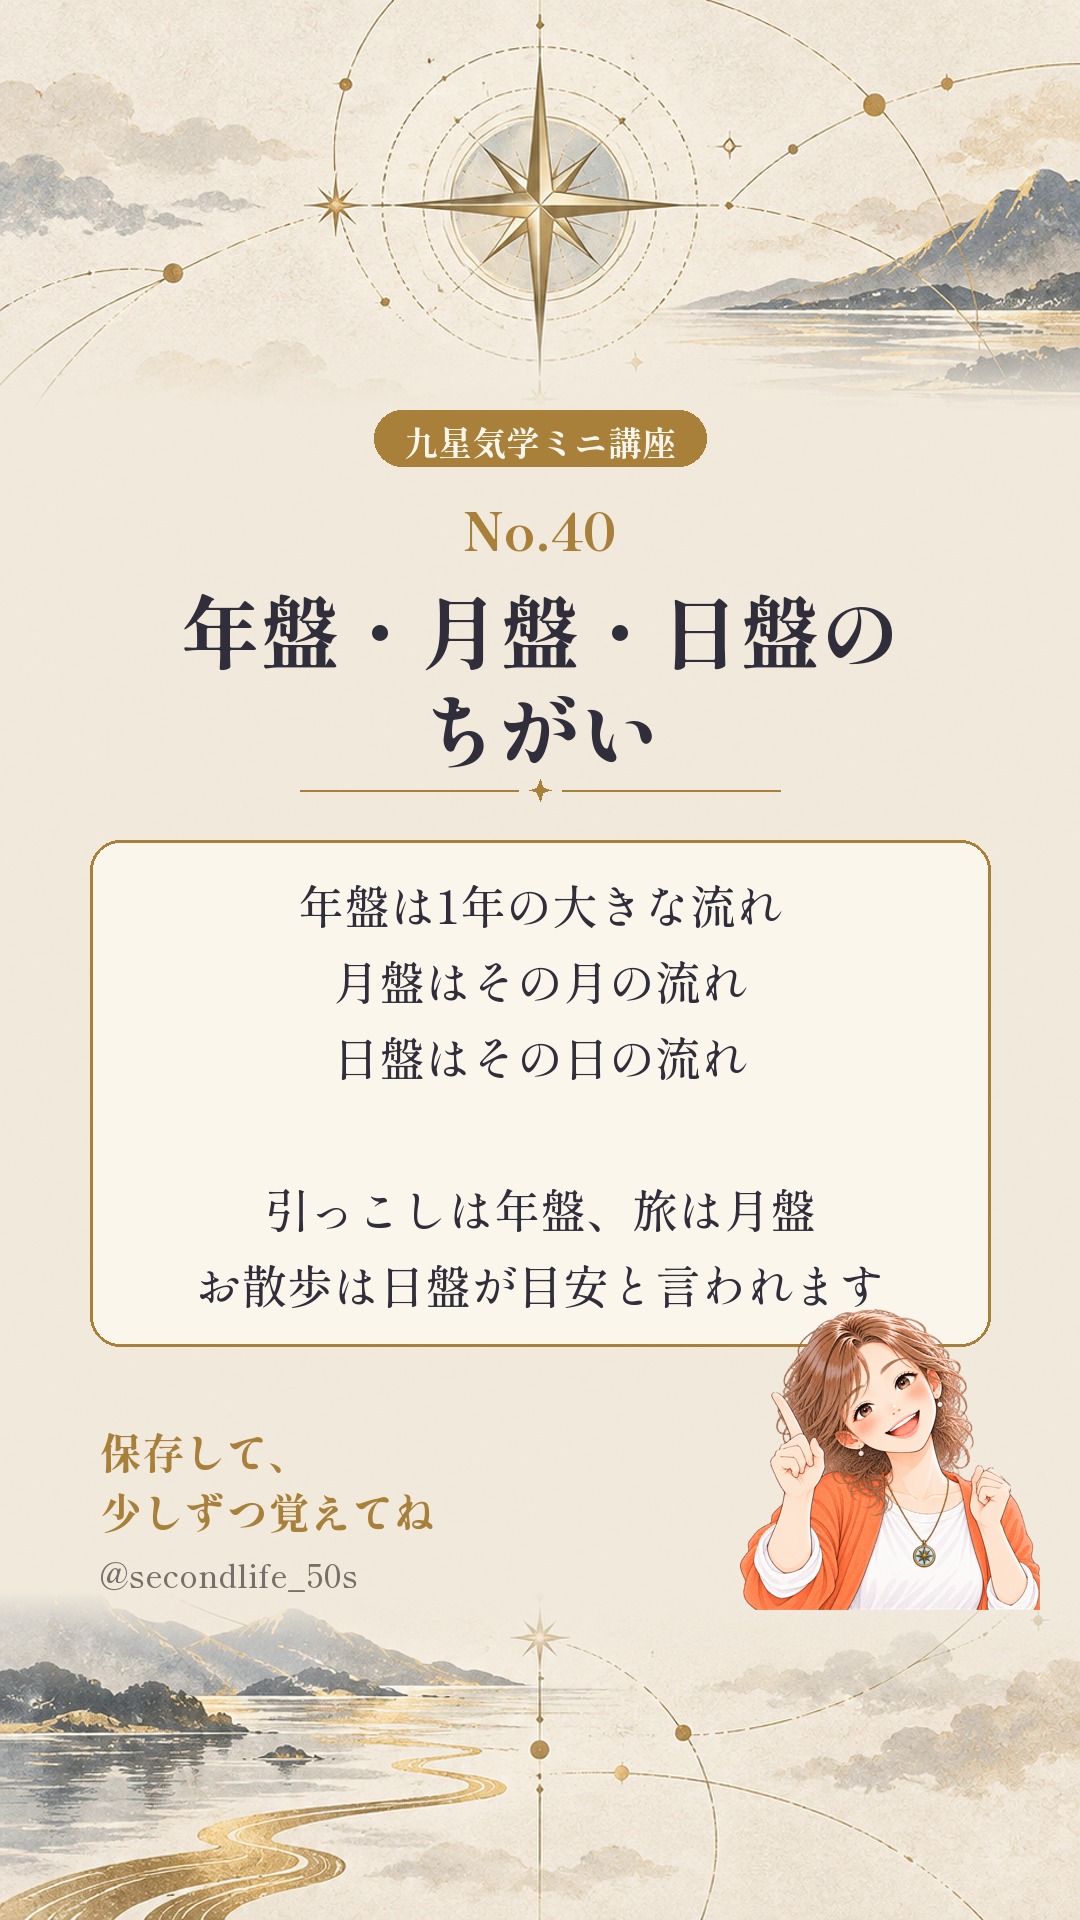 九星気学ミニ講座
No.40
年盤・月盤・日盤の
ちがい
年盤は1年の大きな流れ
月盤はその月の流れ
日盤はその日の流れ
引っこしは年盤、旅は月盤
お散歩は日盤が目安と言われます
保存して、
少しずつ覚えてね
@secondlife_50s